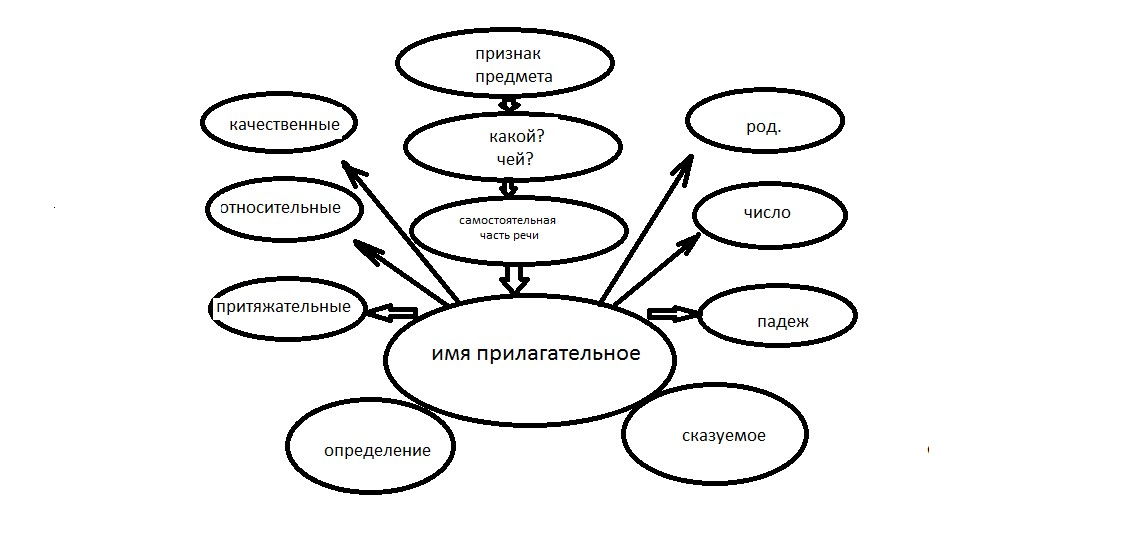 признак
предмета
качественные
какой?
чей?
род.
относительные
самостоятельная
часть речи
число
притяжательные
падеж
имя прилагательное
определение
сказуемое